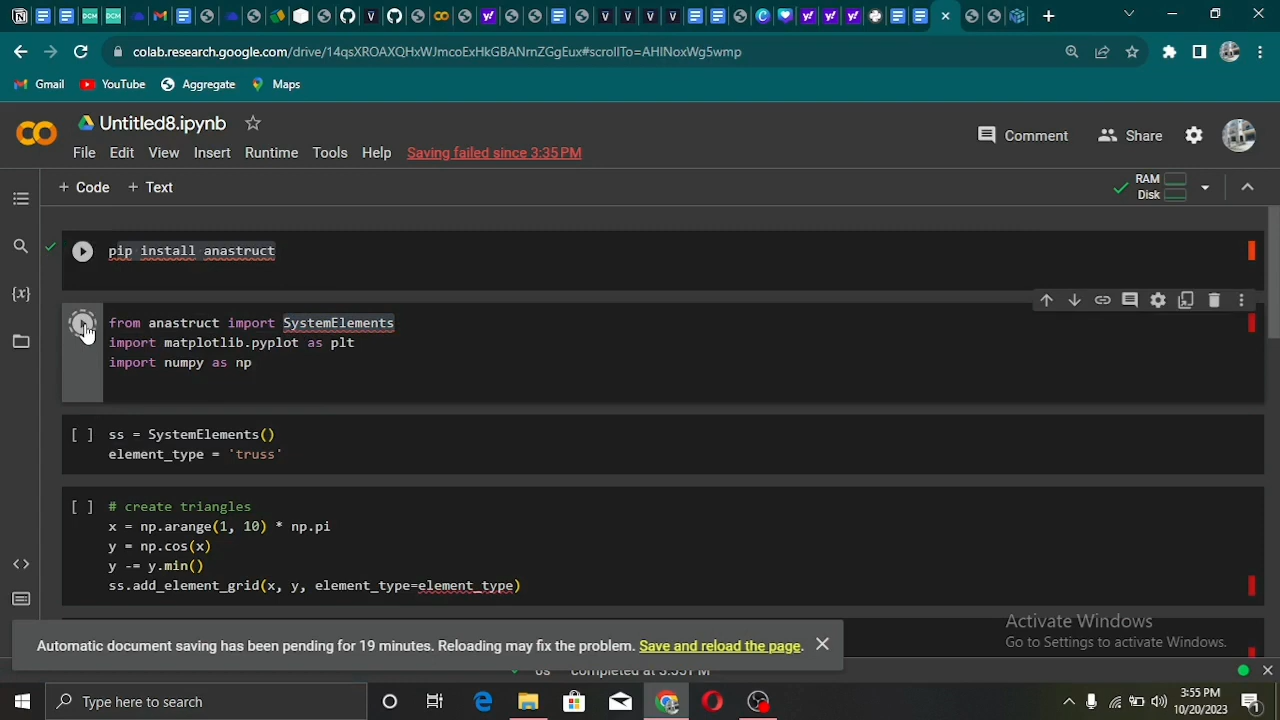 colab.research.google.com/drive/14qsXROAXQHxWJmcoExHkGBANrnZGgEux#scrollTo=AHINoxWg5wmp
Gmail YouTube Aggregate Maps
Untitled8.ipynb
Comment Share
File Edit View Insert Runtime Tools Help Saving failed since 3:35 PM
+ Code + Text
RAM
Disk
pip install anastruct
from anastruct import SystemElements
import matplotlib.pyplot as plt
import numpy as np
[ ] ss = SystemElements()
element_type = 'truss'
[ ] # create triangles
x = np.arange(1, 10) * np.pi
y = np.cos(x)
y -= y.min()
ss.add_element_grid(x, y, element_type=element_type)
Activate Windows
Go to Settings to activate Windows.
Automatic document saving has been pending for 19 minutes. Reloading may fix the problem. Save and reload the page.
completed at
Type here to search
3:55 PM
10/20/2023